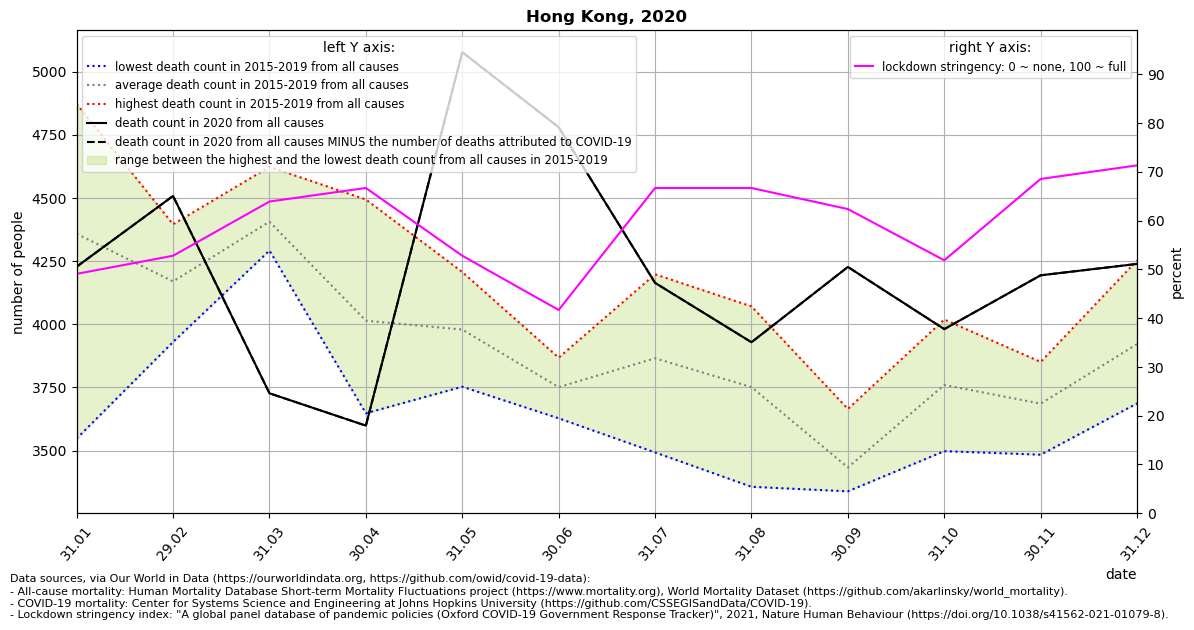 Hong Kong, 2020
left Y axis:
lowest death count in 2015-2019 from all causes
average death count in 2015-2019 from all causes
highest death count in 2015-2019 from all causes
death count in 2020 from all causes
death count in 2020 from all causes MINUS the number of deaths attributed to COVID-19
range between the highest and the lowest death count from all causes in 2015-2019
right Y axis:
lockdown stringency: 0 ~ none, 100 ~ full
number of people
5000
4750
4500
4250
4000
3750
3500
percent
90
80
70
60
50
40
30
20
10
0
31.01
29.02
31.03
30.04
31.05
30.06
31.07
31.08
30.09
31.10
30.11
31.12
date
Data sources, via Our World in Data (https://ourworldindata.org, https://github.com/owid/covid-19-data):
- All-cause mortality: Human Mortality Database Short-term Mortality Fluctuations project (https://www.mortality.org), World Mortality Dataset (https://github.com/akarlinsky/world_mortality).
- COVID-19 mortality: Center for Systems Science and Engineering at Johns Hopkins University (https://github.com/CSSEGISandData/COVID-19).
- Lockdown stringency index: "A global panel database of pandemic policies (Oxford COVID-19 Government Response Tracker)", 2021, Nature Human Behaviour (https://doi.org/10.1038/s41562-021-01079-8).